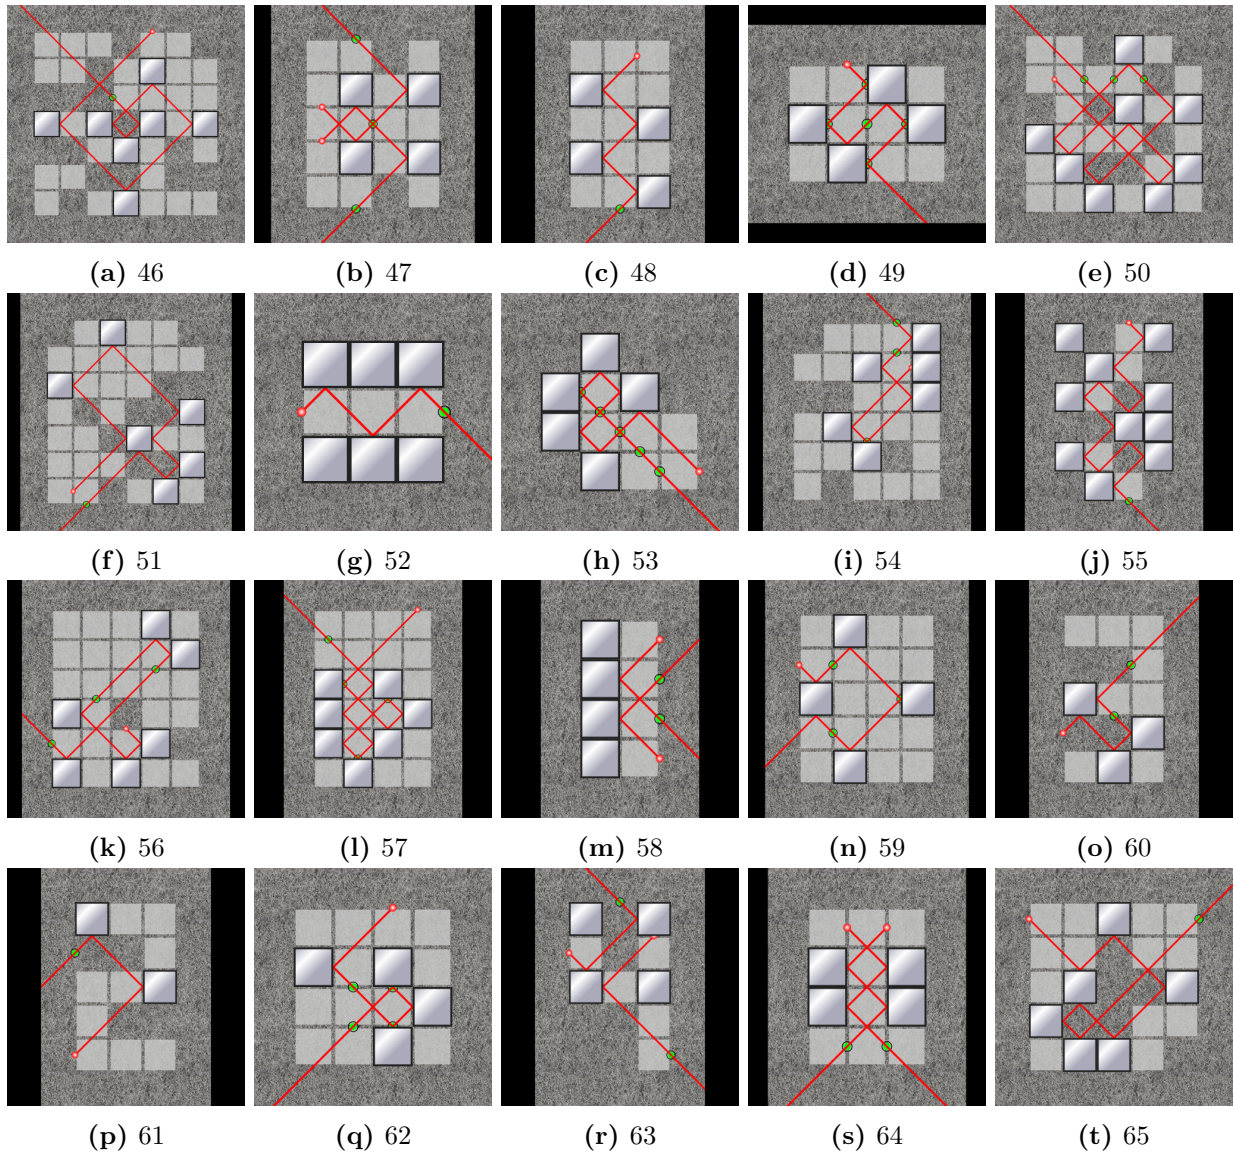 (a) 46 (b) 47 (c) 48 (d) 49 (e) 50
(f) 51 (g) 52 (h) 53 (i) 54 (j) 55
(k) 56 (l) 57 (m) 58 (n) 59 (o) 60
(p) 61 (q) 62 (r) 63 (s) 64 (t) 65